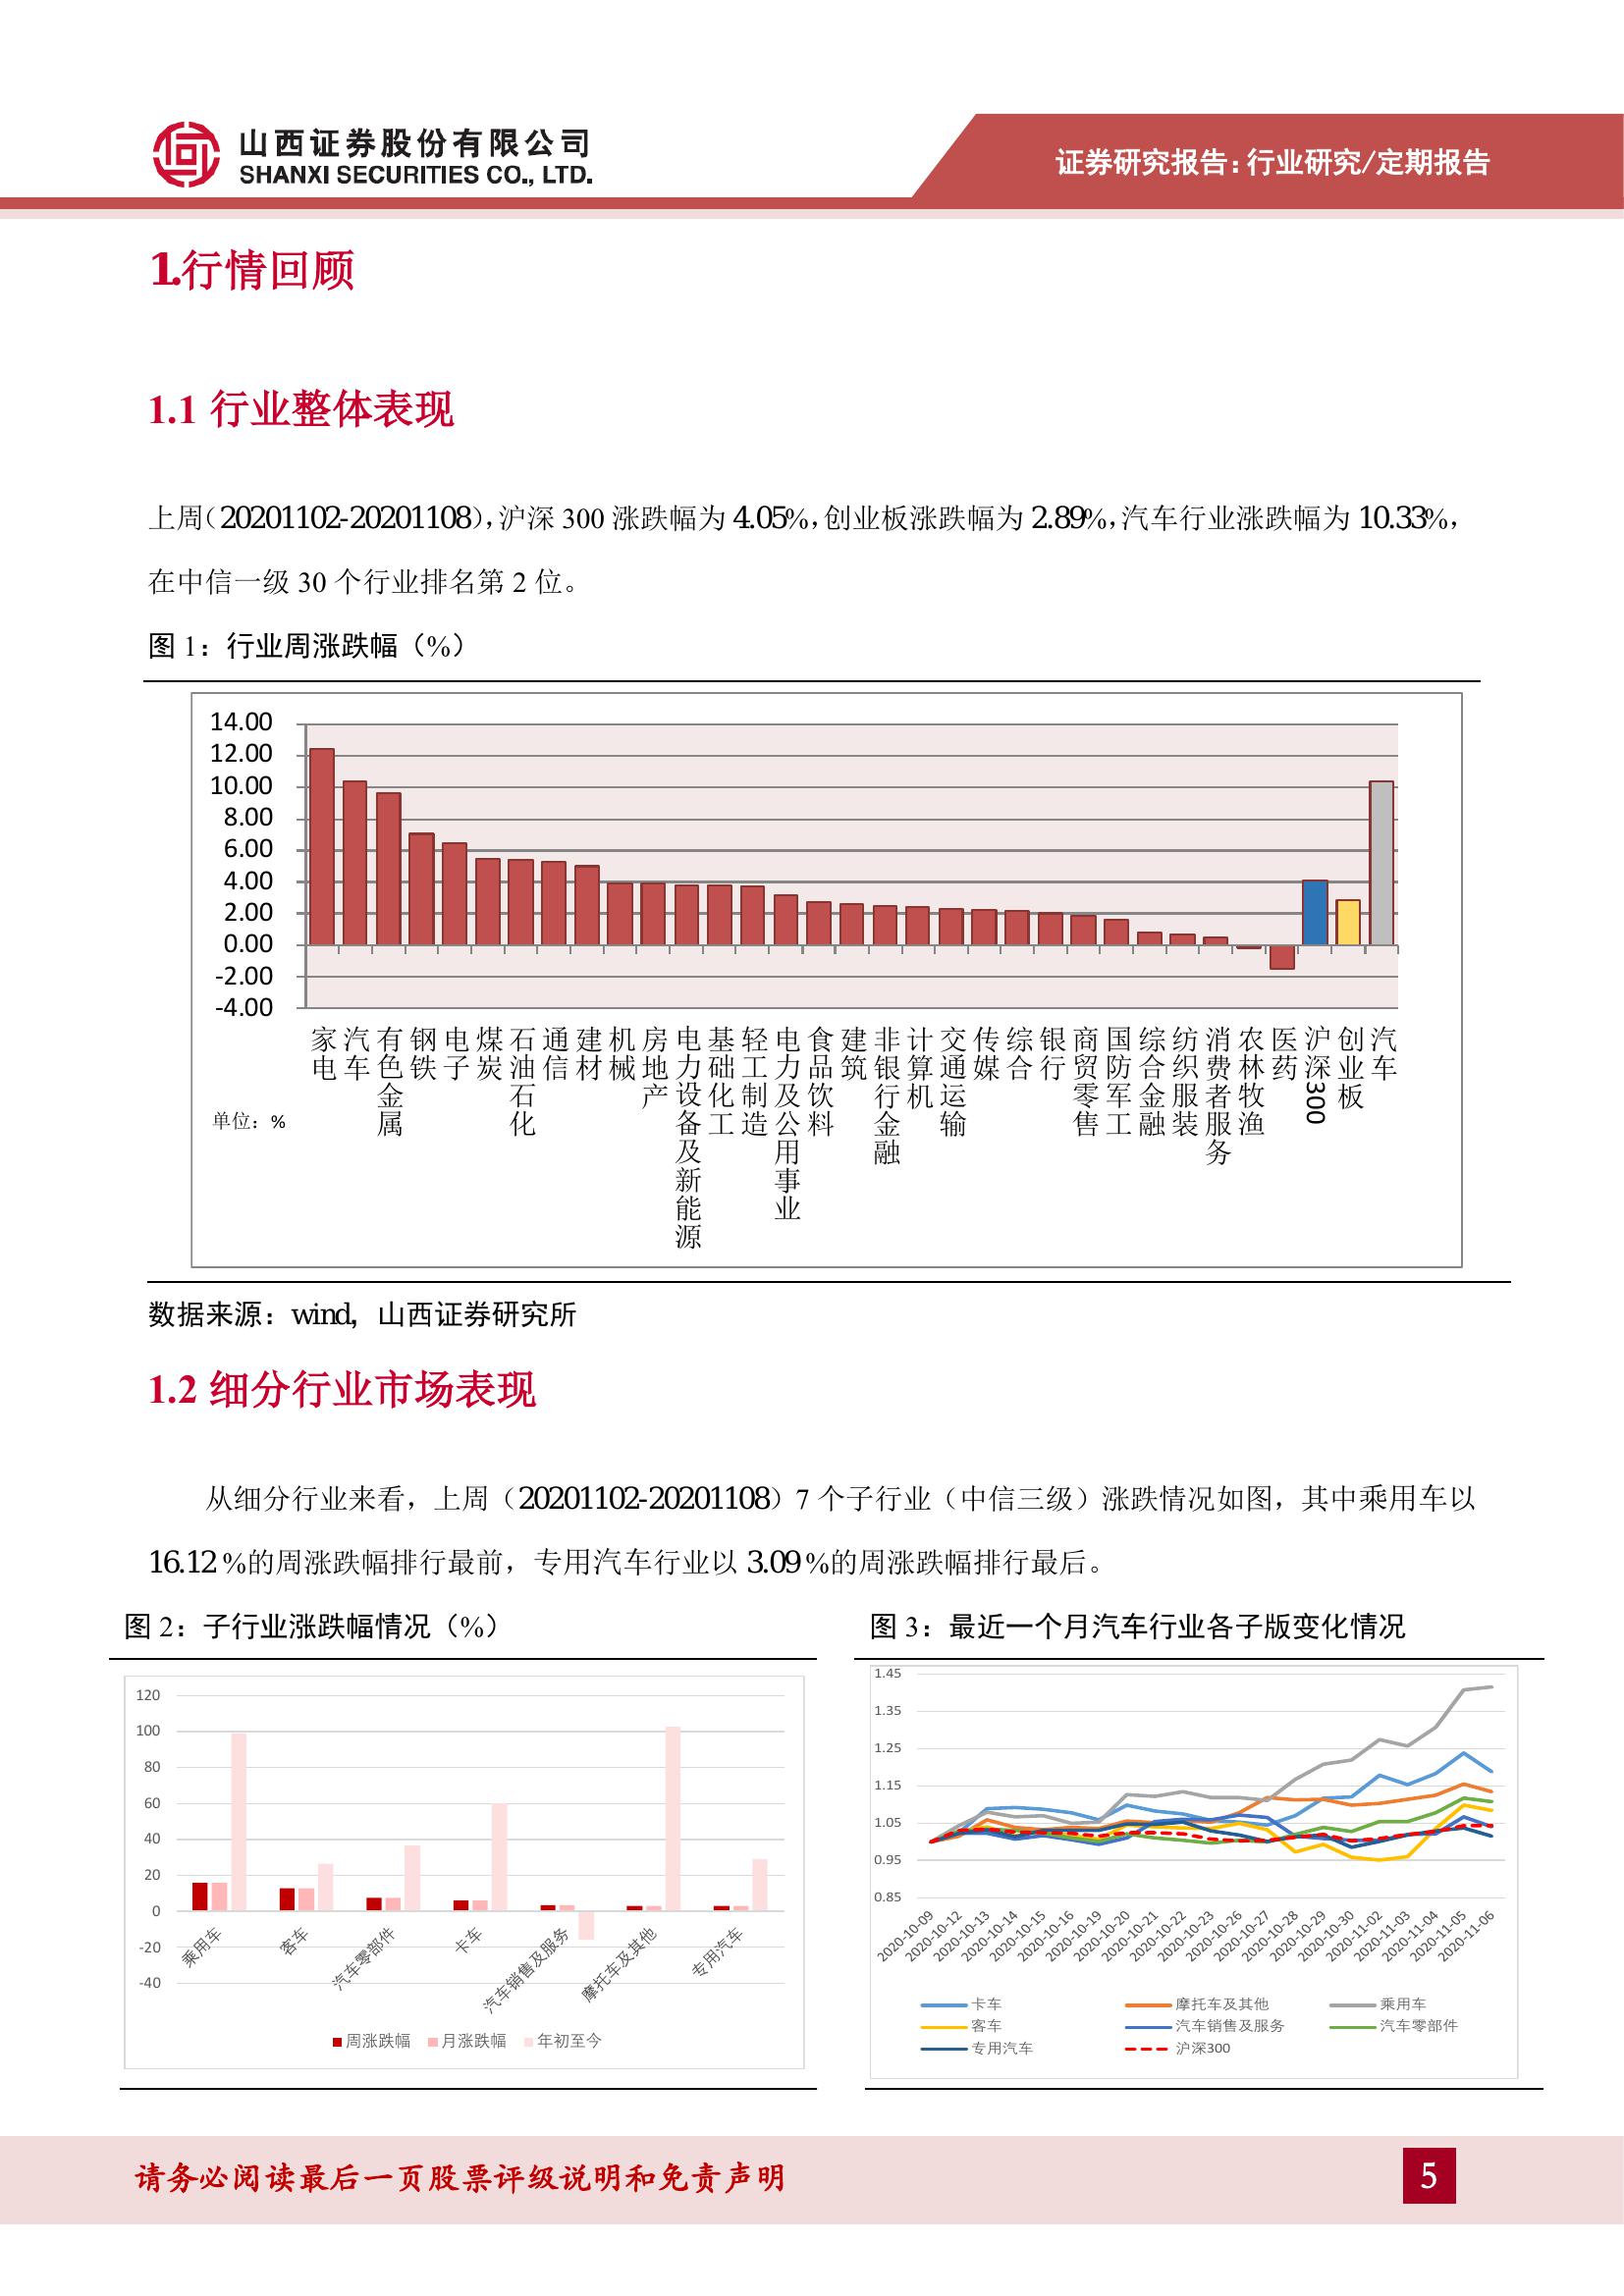 山西证券股份有限公司
SHANXI SECURITIES CO., LTD.
证券研究报告：行业研究/定期报告
1.行情回顾
1.1 行业整体表现
上周（20201102-20201108），沪深 300 涨跌幅为 4.05%，创业板涨跌幅为 2.89%，汽车行业涨跌幅为 10.33%，
在中信一级 30 个行业排名第 2 位。
图 1：行业周涨跌幅（%）
14.00
12.00
10.00
8.00
6.00
4.00
2.00
0.00
-2.00
-4.00
家电
汽车
有色金属
钢铁
电子
煤炭
石油石化
通信
建材
机械
房地产
电力设备及新能源
基础化工
轻工制造
电力及公用事业
食品饮料
建筑
非银行金融
计算机
交通运输
传媒
综合
银行
商贸零售
国防军工
综合金融
纺织服装
消费者服务
农林牧渔
医药
沪深300
创业板
汽车
单位：%
数据来源：wind，山西证券研究所
1.2 细分行业市场表现
从细分行业来看，上周（20201102-20201108）7 个子行业（中信三级）涨跌情况如图，其中乘用车以
16.12 %的周涨跌幅排行最前，专用汽车行业以 3.09 %的周涨跌幅排行最后。
图 2：子行业涨跌幅情况（%）
120
100
80
60
40
20
0
-20
-40
乘用车
客车
汽车零部件
卡车
汽车销售及服务
摩托车及其他
专用汽车
周涨跌幅 月涨跌幅 年初至今
图 3：最近一个月汽车行业各子版变化情况
1.45
1.35
1.25
1.15
1.05
0.95
0.85
2020-10-09
2020-10-12
2020-10-13
2020-10-14
2020-10-15
2020-10-16
2020-10-19
2020-10-20
2020-10-21
2020-10-22
2020-10-23
2020-10-26
2020-10-27
2020-10-28
2020-10-29
2020-10-30
2020-11-02
2020-11-03
2020-11-04
2020-11-05
2020-11-06
卡车 摩托车及其他 乘用车
客车 汽车销售及服务 汽车零部件
专用汽车 沪深300
请务必阅读最后一页股票评级说明和免责声明
5